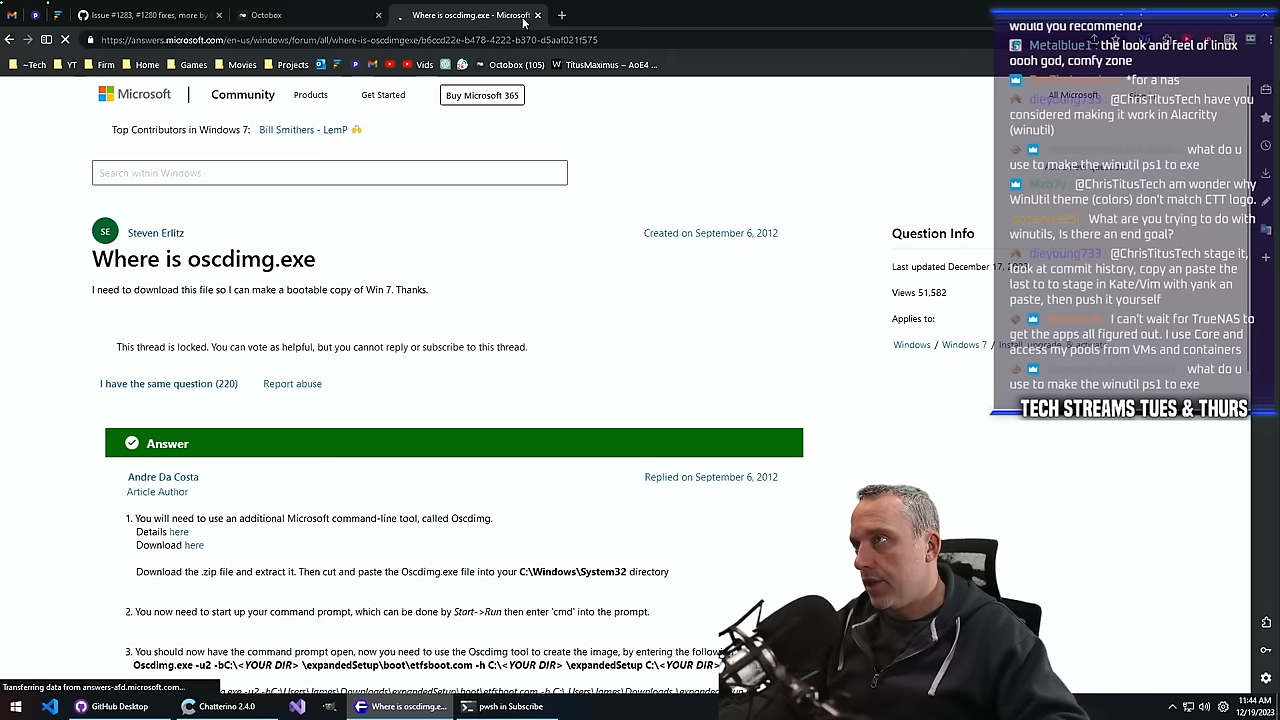 Issue #1283, #1280 fixes, more by
Octobox
Where is oscdimg.exe - Microsoft
https://answers.microsoft.com/en-us/windows/forum/all/where-is-oscdimgexe/b6ccd22e-b478-4222-b370-d5aaf021f575
~Tech
YT
Firm
Home
Games
Movies
Projects
Vids
Octobox (105)
TitusMaximus – AoE4 ...
Microsoft
Community
Products
Get Started
Buy Microsoft 365
All Microsoft
Top Contributors in Windows 7:
Bill Smithers - LemP
Search within Windows
SE
Steven Erlitz
Created on September 6, 2012
Where is oscdimg.exe
I need to download this file so I can make a bootable copy of Win 7. Thanks.
This thread is locked. You can vote as helpful, but you cannot reply or subscribe to this thread.
I have the same question (220)
Report abuse
Question Info
Last updated December 17,
Views 51,582
Applies to:
Windows / Windows 7 /
Answer
Andre Da Costa
Article Author
Replied on September 6, 2012
1. You will need to use an additional Microsoft command-line tool, called Oscdimg.
Details here
Download here
Download the .zip file and extract it. Then cut and paste the Oscdimg.exe file into your C:\Windows\System32 directory
2. You now need to start up your command prompt, which can be done by Start->Run then enter 'cmd' into the prompt.
3. You should now have the command prompt open, now you need to use the Oscdimg tool to create the image, by entering the
Oscdimg.exe -u2 -bC:\<YOUR DIR> \expandedSetup\boot\etfsboot.com -h C:\<YOUR DIR> \expandedSetup C:\<YOUR DIR>
would you recommend?
Metalblue1: the look and feel of linux
oooh god, comfy zone
*for a nas
dieyoung733 @ChrisTitusTech have you
considered making it work in Alacritty
(winutil)
what do u
use to make the winutil ps1 to exe
@ChrisTitusTech am wonder why
WinUtil theme (colors) don't match CTT logo.
What are you trying to do with
winutils, Is there an end goal?
dieyoung733 @ChrisTitusTech stage it,
look at commit history, copy an paste the
last to to stage in Kate/Vim with yank an
paste, then push it yourself
I can't wait for TrueNAS to
get the apps all figured out. I use Core and
access my pools from VMs and containers
what do u
use to make the winutil ps1 to exe
TECH STREAMS TUES & THURS
Transferring data from answers-afd.microsoft.com...
GitHub Desktop
Chatterino 2.4.0
Where is oscdimg.e...
pwsh in Subscribe
11:44 AM
12/19/2023